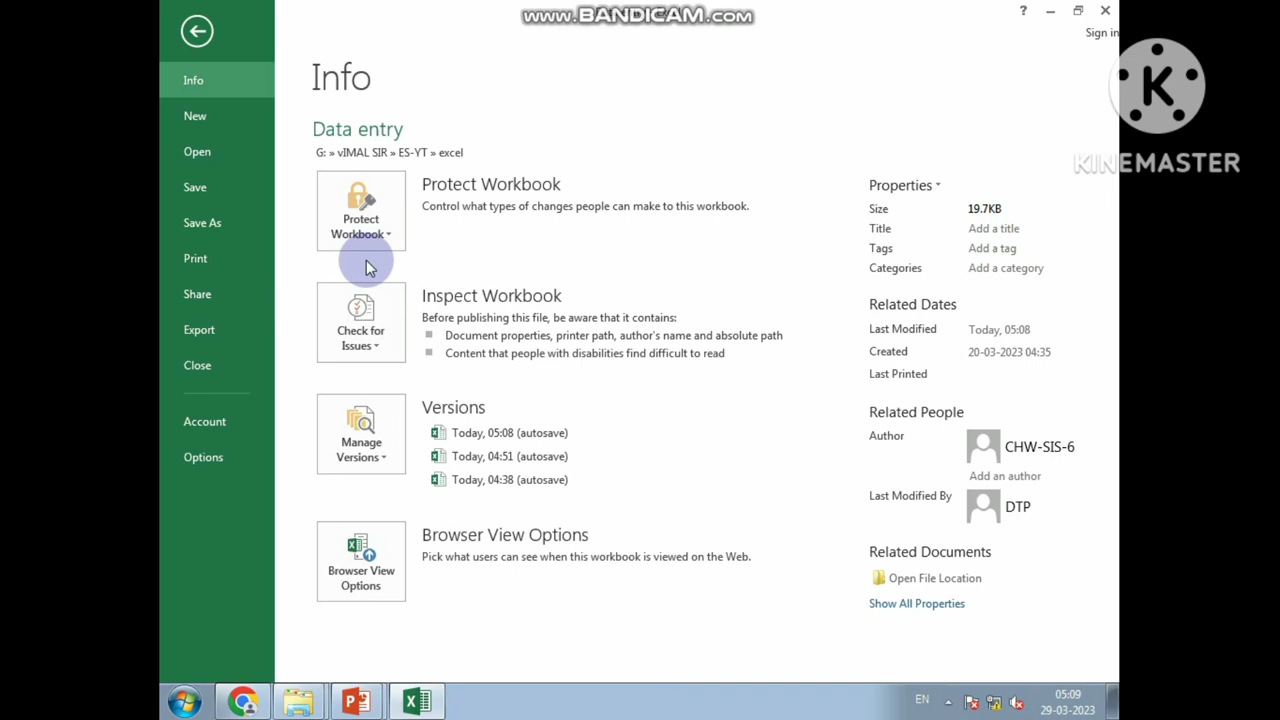 www.BANDICAM.com
?
Sign in
K
KINEMASTER
Info
New
Open
Save
Save As
Print
Share
Export
Close
Account
Options
Info
Data entry
G: » vIMAL SIR » ES-YT » excel
Protect
Workbook
Protect Workbook
Control what types of changes people can make to this workbook.
Check for
Issues
Inspect Workbook
Before publishing this file, be aware that it contains:
Document properties, printer path, author's name and absolute path
Content that people with disabilities find difficult to read
Manage
Versions
Versions
Today, 05:08 (autosave)
Today, 04:51 (autosave)
Today, 04:38 (autosave)
Browser View
Options
Browser View Options
Pick what users can see when this workbook is viewed on the Web.
Properties
Size 19.7KB
Title Add a title
Tags Add a tag
Categories Add a category
Related Dates
Last Modified Today, 05:08
Created 20-03-2023 04:35
Last Printed
Related People
Author CHW-SIS-6
Add an author
Last Modified By DTP
Related Documents
Open File Location
Show All Properties
EN
05:09
29-03-2023